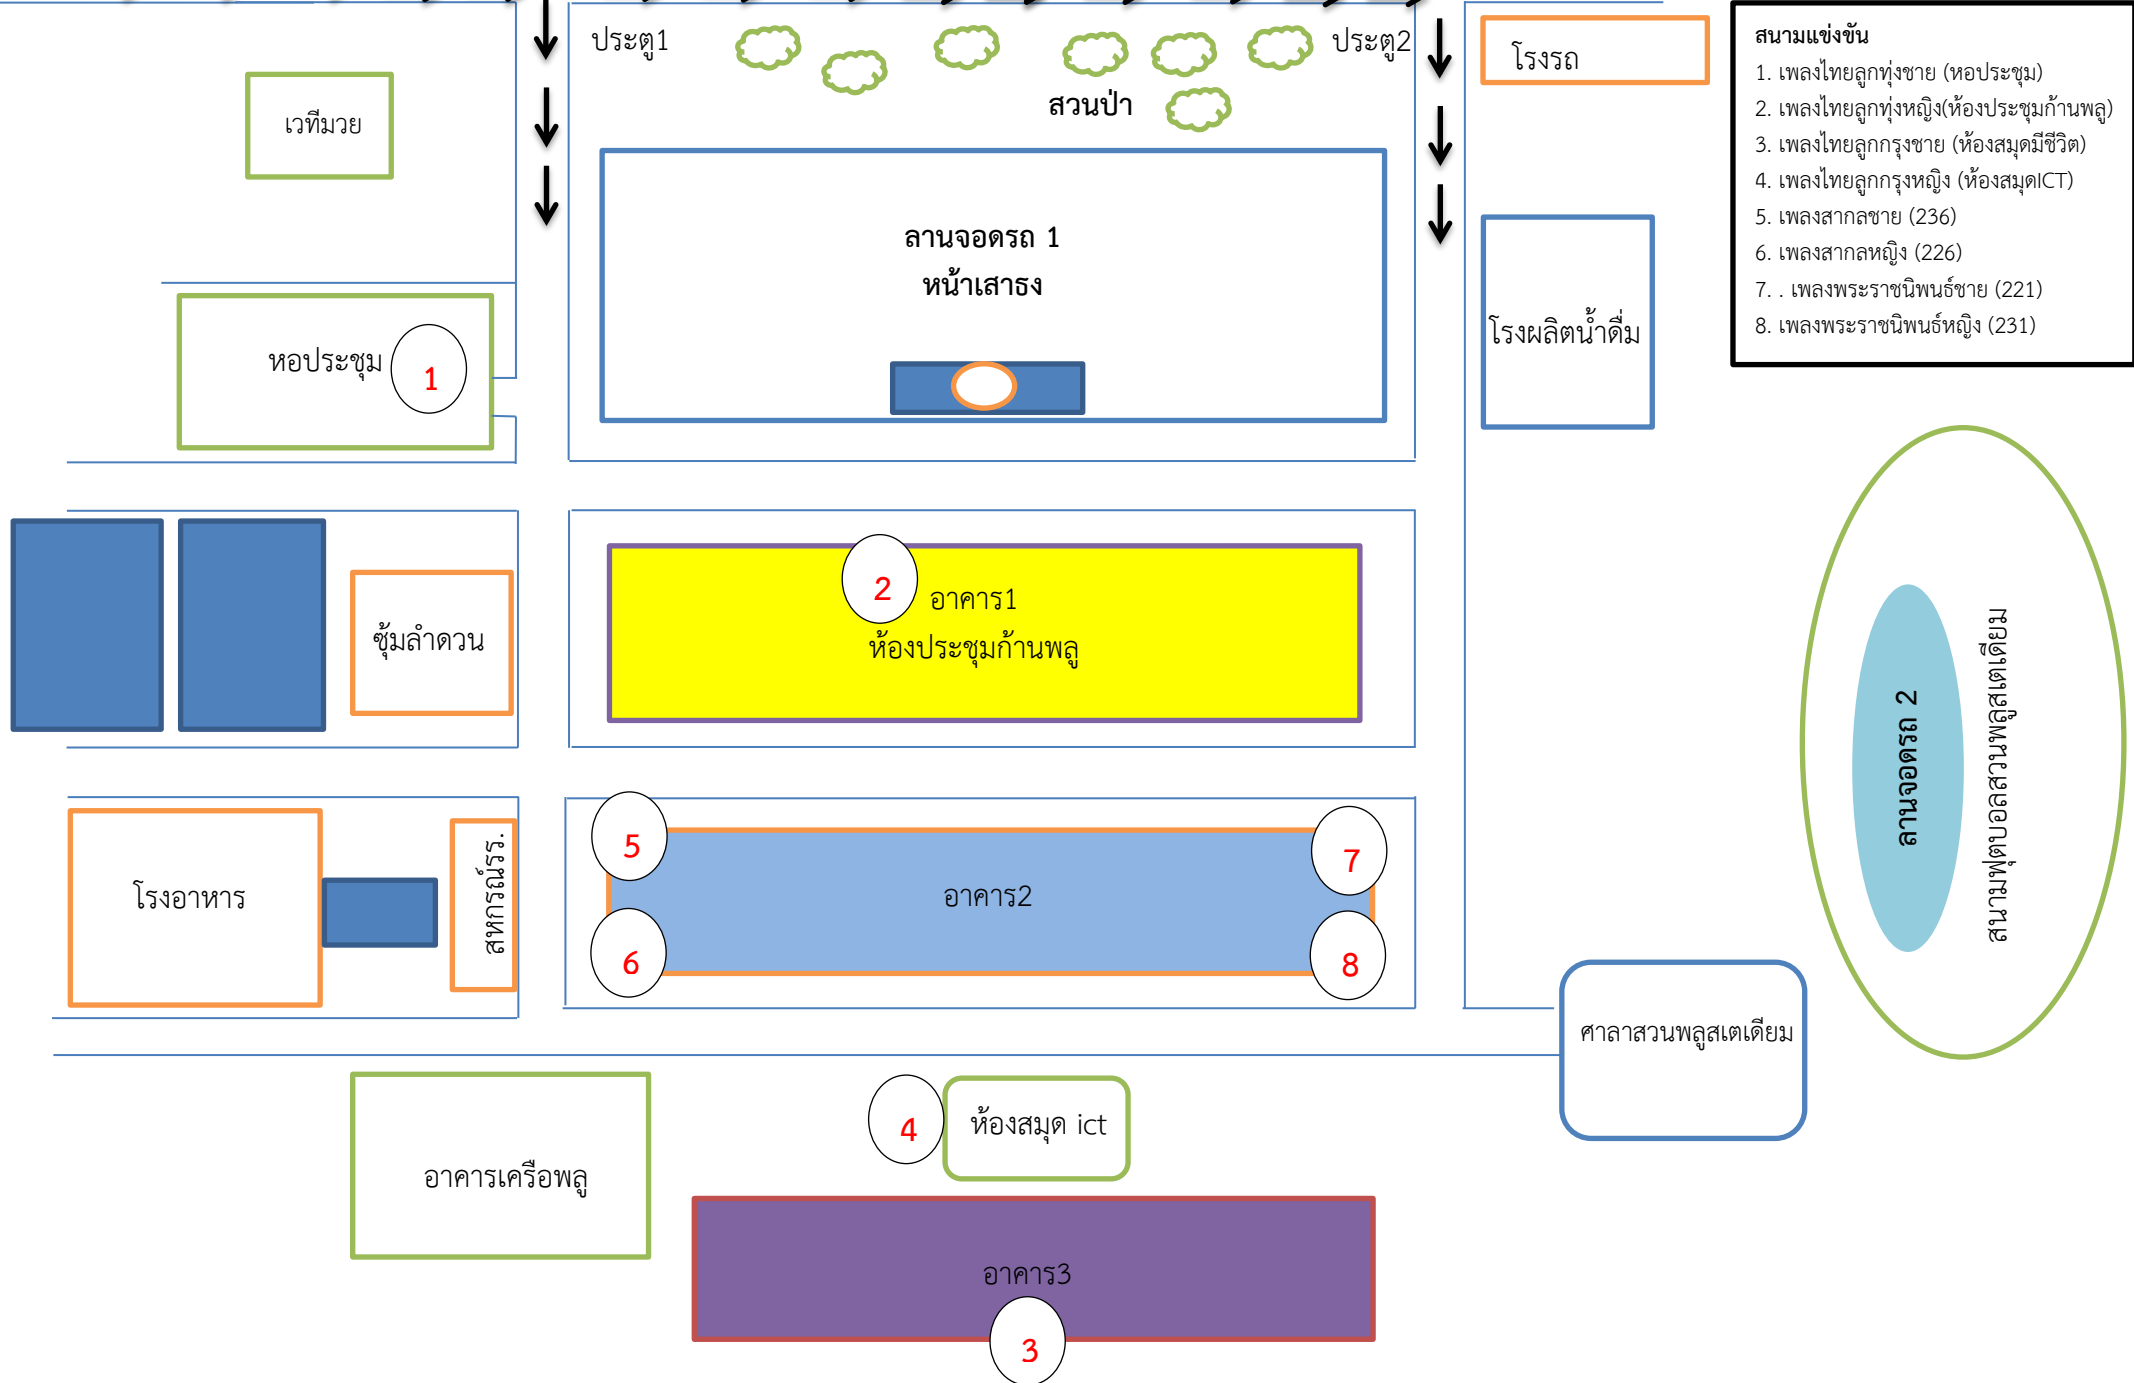 ประตู1
ประตู2
สวนป่า
โรงรถ
สนามแข่งขัน
1. เพลงไทยลูกทุ่งชาย (หอประชุม)
2. เพลงไทยลูกทุ่งหญิง(ห้องประชุมก้านพลู)
3. เพลงไทยลูกกรุงชาย (ห้องสมุดมีชีวิต)
4. เพลงไทยลูกกรุงหญิง (ห้องสมุดICT)
5. เพลงสากลชาย (236)
6. เพลงสากลหญิง (226)
7. . เพลงพระราชนิพนธ์ชาย (221)
8. เพลงพระราชนิพนธ์หญิง (231)
เวทีมวย
ลานจอดรถ 1
หน้าเสาธง
โรงผลิตน้ำดื่ม
หอประชุม
1
2
อาคาร1
ห้องประชุมก้านพลู
ซุ้มลำดวน
ลานจอดรถ 2
สนามฟุตบอลสวนพลูสเตเดียม
โรงอาหาร
สหกรณ์รร.
5
7
อาคาร2
6
8
ศาลาสวนพลูสเตเดียม
4
ห้องสมุด ict
อาคารเครือพลู
อาคาร3
3